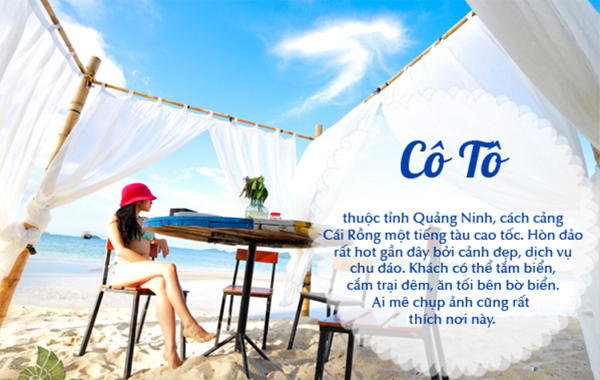 Cô Tô
thuộc tỉnh Quảng Ninh, cách cảng
Cái Rồng một tiếng tàu cao tốc. Hòn đảo
rất hot gần đây bởi cảnh đẹp, dịch vụ
chu đáo. Khách có thể tắm biển,
cắm trại đêm, ăn tối bên bờ biển.
Ai mê chụp ảnh cũng rất
thích nơi này.